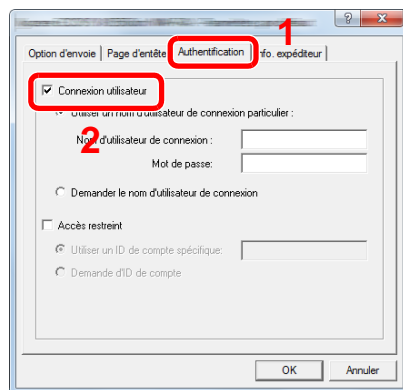 1
Option d'envoie Page d'entête Authentification Info. expéditeur
Connexion utilisateur
Utiliser un nom d'utilisateur de connexion particulier :
2
Nom d'utilisateur de connexion :
Mot de passe:
Demander le nom d'utilisateur de connexion
Accès restreint
Utiliser un ID de compte spécifique:
Demande d'ID de compte
OK Annuler